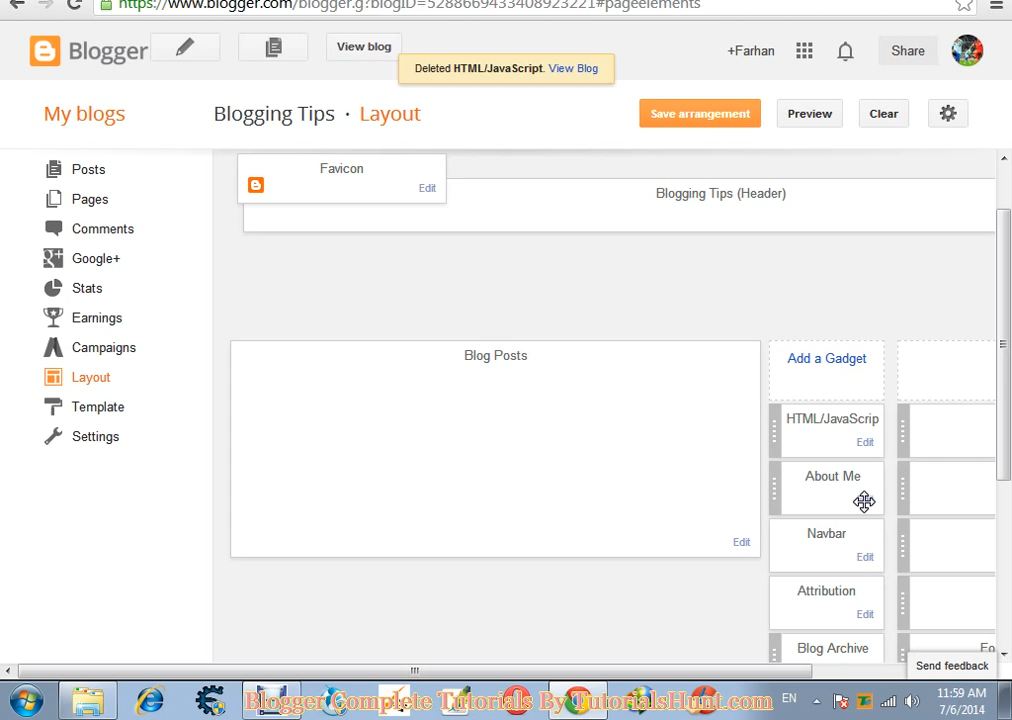 https://www.blogger.com/blogger.g?blogID=5288669433408923221#pageelements
Blogger
View blog
Deleted HTML/JavaScript. View Blog
+Farhan
Share
My blogs
Blogging Tips · Layout
Save arrangement
Preview
Clear
Posts
Pages
Comments
Google+
Stats
Earnings
Campaigns
Layout
Template
Settings
Favicon
Edit
Blogging Tips (Header)
Blog Posts
Edit
Add a Gadget
HTML/JavaScrip
Edit
About Me
Navbar
Edit
Attribution
Edit
Blog Archive
Fo
Send feedback
Blogger Complete Tutorials By TutorialsHunt.com
EN
11:59 AM
7/6/2014